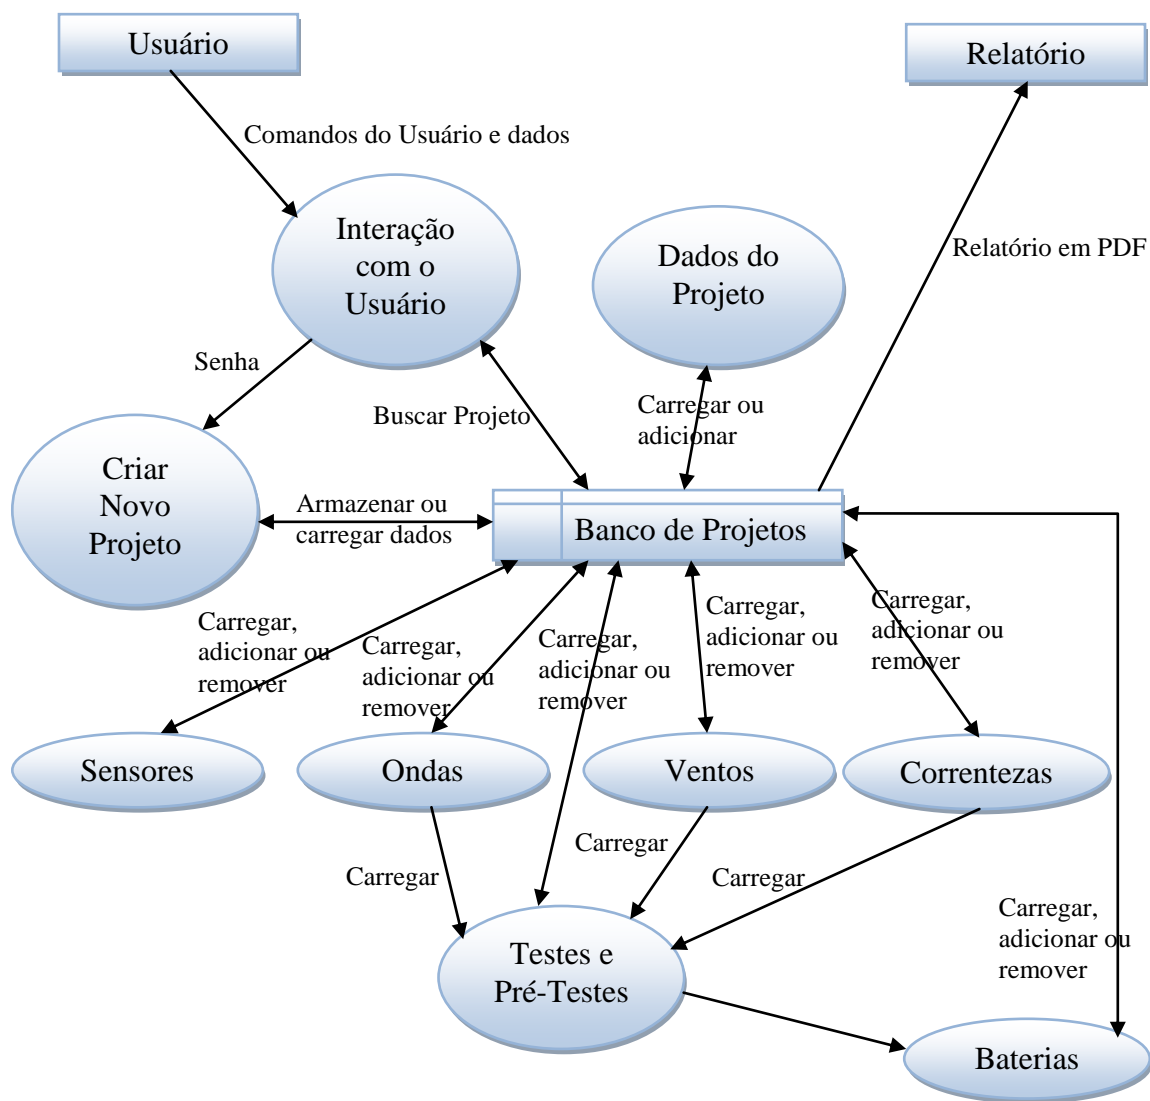 Usuário
Relatório
Comandos do Usuário e dados
Interação
com o
Usuário
Dados do
Projeto
Relatório em PDF
Senha
Buscar Projeto
Carregar ou
adicionar
Criar
Novo
Projeto
Armazenar ou
carregar dados
Banco de Projetos
Carregar,
adicionar ou
remover
Carregar,
adicionar ou
remover
Carregar,
adicionar ou
remover
Carregar,
adicionar ou
remover
Carregar,
adicionar ou
remover
Sensores
Ondas
Ventos
Correntezas
Carregar
Carregar
Carregar
Carregar,
adicionar ou
remover
Testes e
Pré-Testes
Baterias